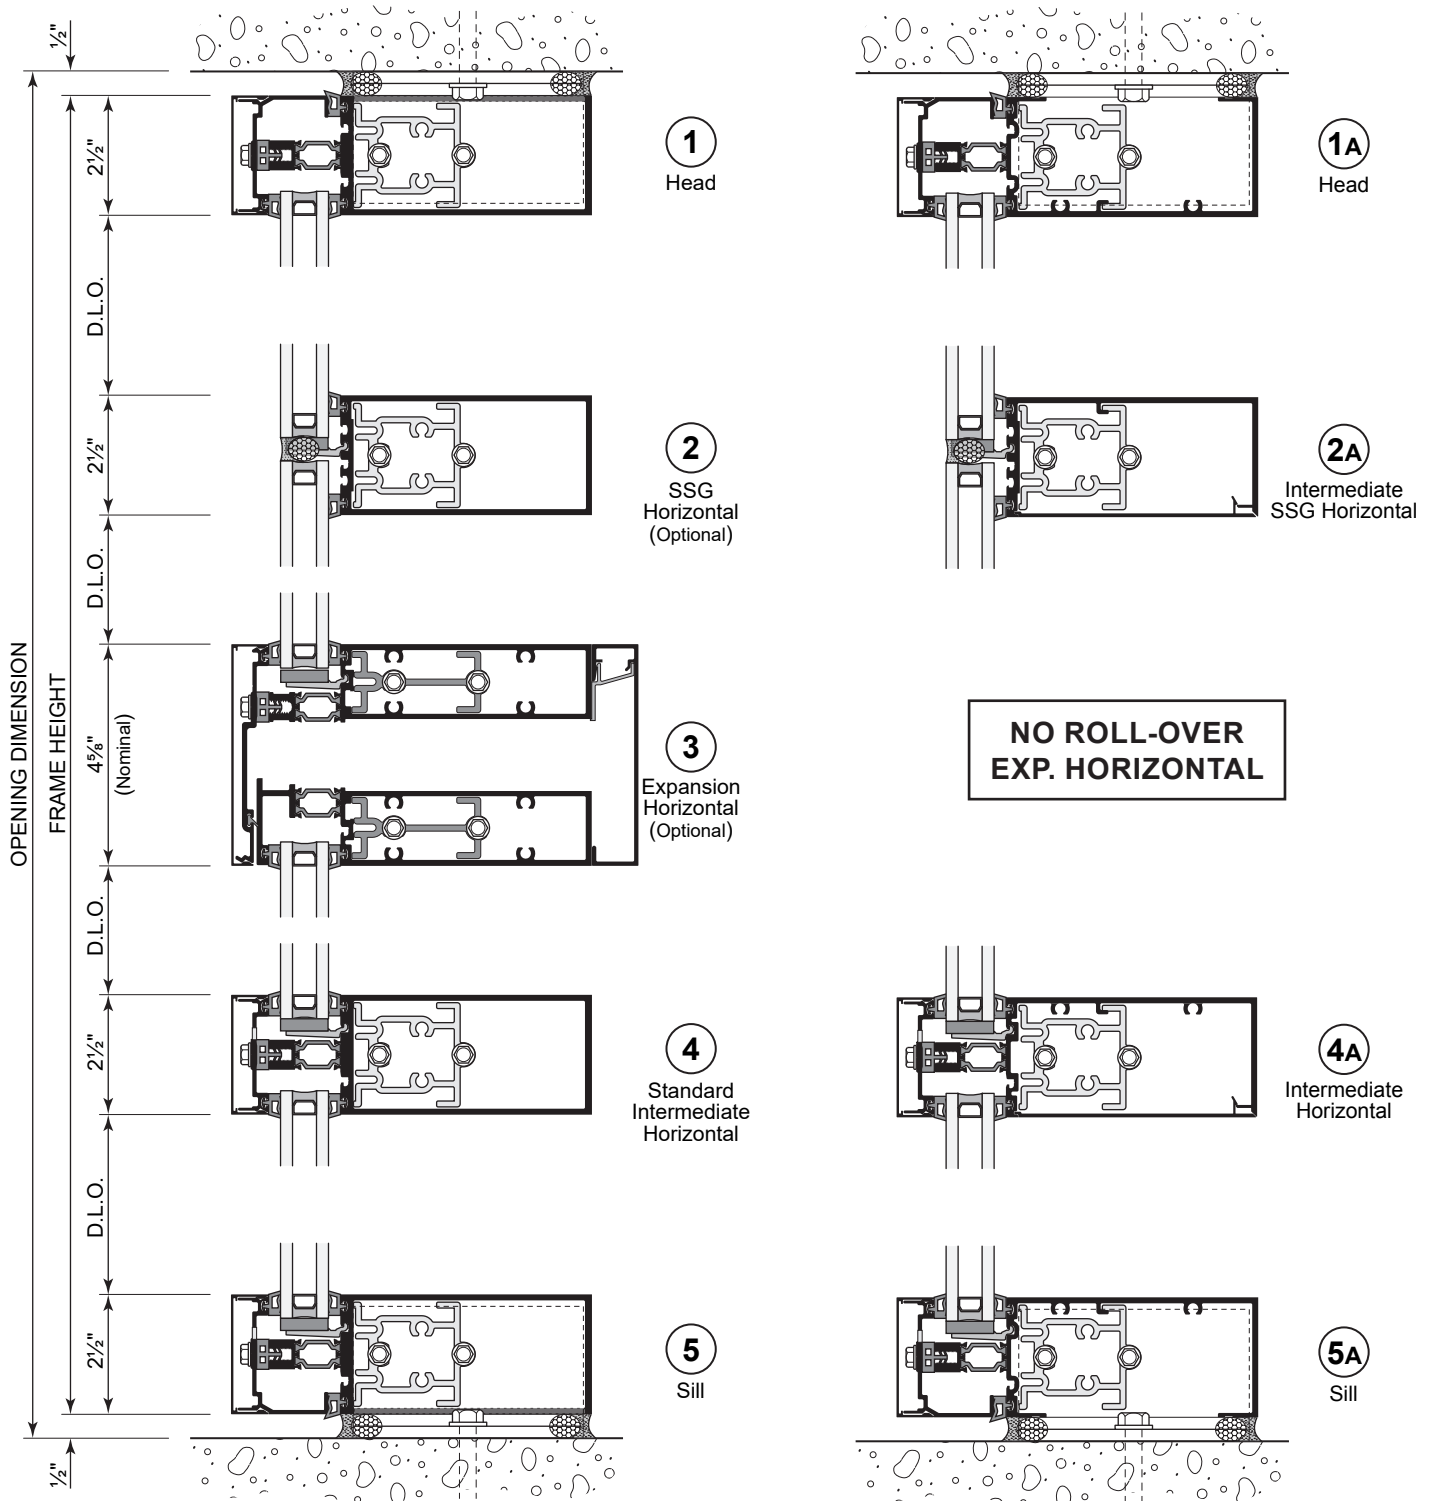 ½"
2½"
1
Head
1A
Head
D.L.O.
2½"
2
SSG
Horizontal
(Optional)
2A
Intermediate
SSG Horizontal
D.L.O.
OPENING DIMENSION
FRAME HEIGHT
4⅝"
(Nominal)
3
Expansion
Horizontal
(Optional)
NO ROLL-OVER
EXP. HORIZONTAL
D.L.O.
2½"
4
Standard
Intermediate
Horizontal
4A
Intermediate
Horizontal
D.L.O.
2½"
5
Sill
5A
Sill
½"